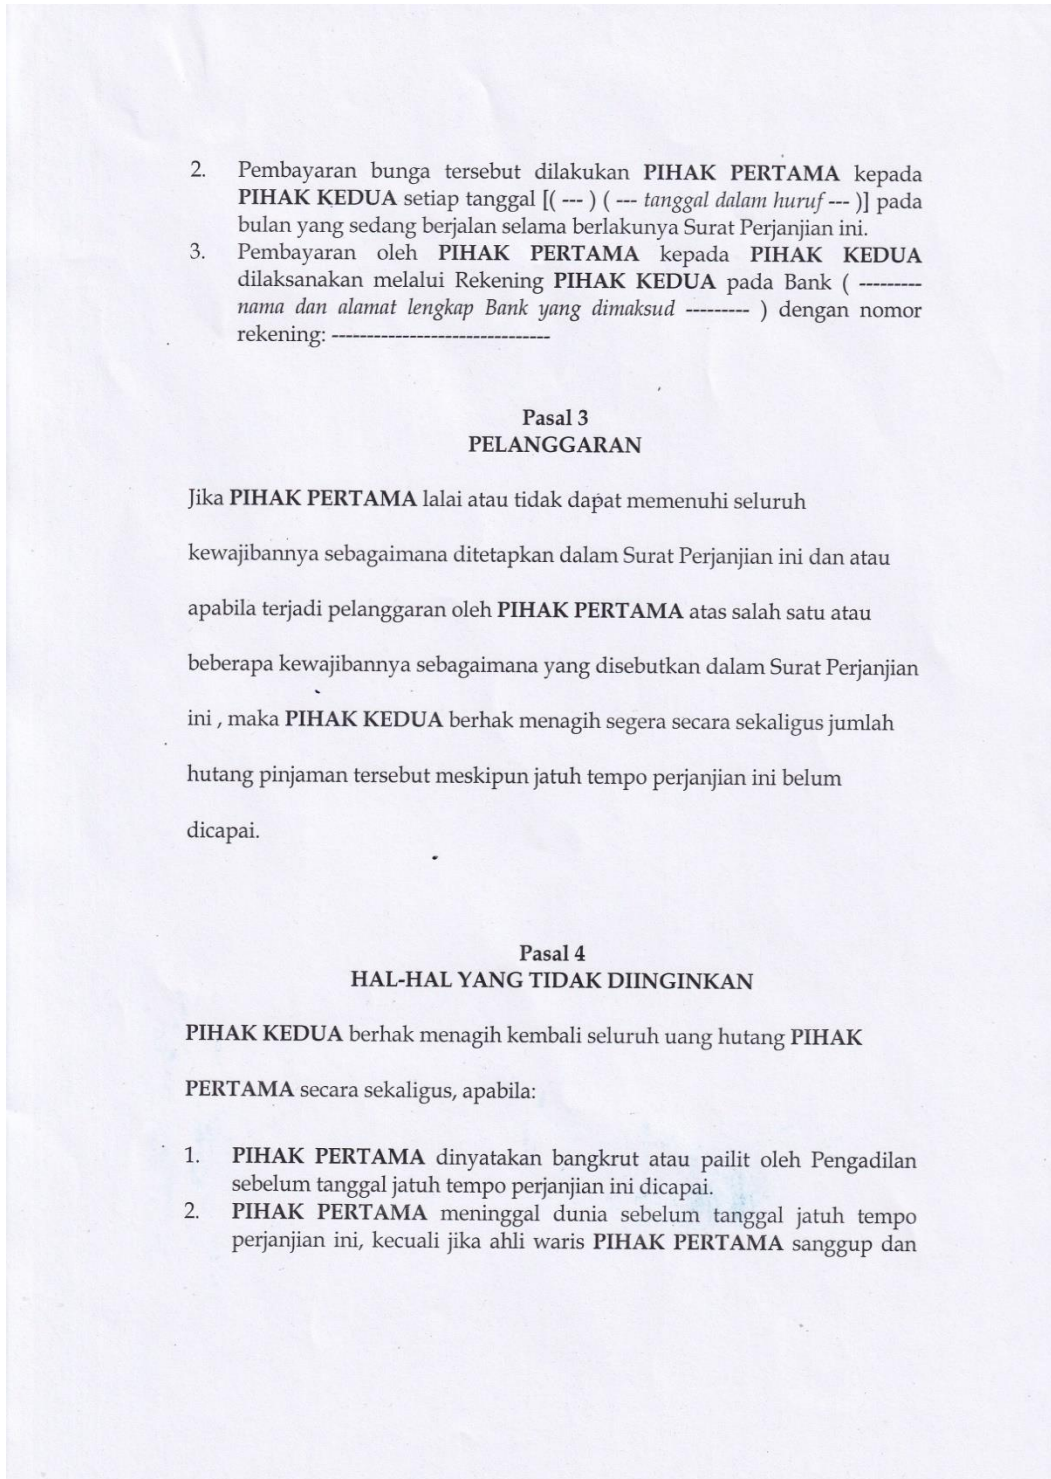 2. Pembayaran bunga tersebut dilakukan PIHAK PERTAMA kepada
PIHAK KEDUA setiap tanggal [( --- ) ( --- tanggal dalam huruf --- )] pada
bulan yang sedang berjalan selama berlakunya Surat Perjanjian ini.
3. Pembayaran oleh PIHAK PERTAMA kepada PIHAK KEDUA
dilaksanakan melalui Rekening PIHAK KEDUA pada Bank ( ---------
nama dan alamat lengkap Bank yang dimaksud --------- ) dengan nomor
rekening: -------------------------------
Pasal 3
PELANGGARAN
Jika PIHAK PERTAMA lalai atau tidak dapat memenuhi seluruh
kewajibannya sebagaimana ditetapkan dalam Surat Perjanjian ini dan atau
apabila terjadi pelanggaran oleh PIHAK PERTAMA atas salah satu atau
beberapa kewajibannya sebagaimana yang disebutkan dalam Surat Perjanjian
ini , maka PIHAK KEDUA berhak menagih segera secara sekaligus jumlah
hutang pinjaman tersebut meskipun jatuh tempo perjanjian ini belum
dicapai.
Pasal 4
HAL-HAL YANG TIDAK DIINGINKAN
PIHAK KEDUA berhak menagih kembali seluruh uang hutang PIHAK
PERTAMA secara sekaligus, apabila:
1. PIHAK PERTAMA dinyatakan bangkrut atau pailit oleh Pengadilan
sebelum tanggal jatuh tempo perjanjian ini dicapai.
2. PIHAK PERTAMA meninggal dunia sebelum tanggal jatuh tempo
perjanjian ini, kecuali jika ahli waris PIHAK PERTAMA sanggup dan